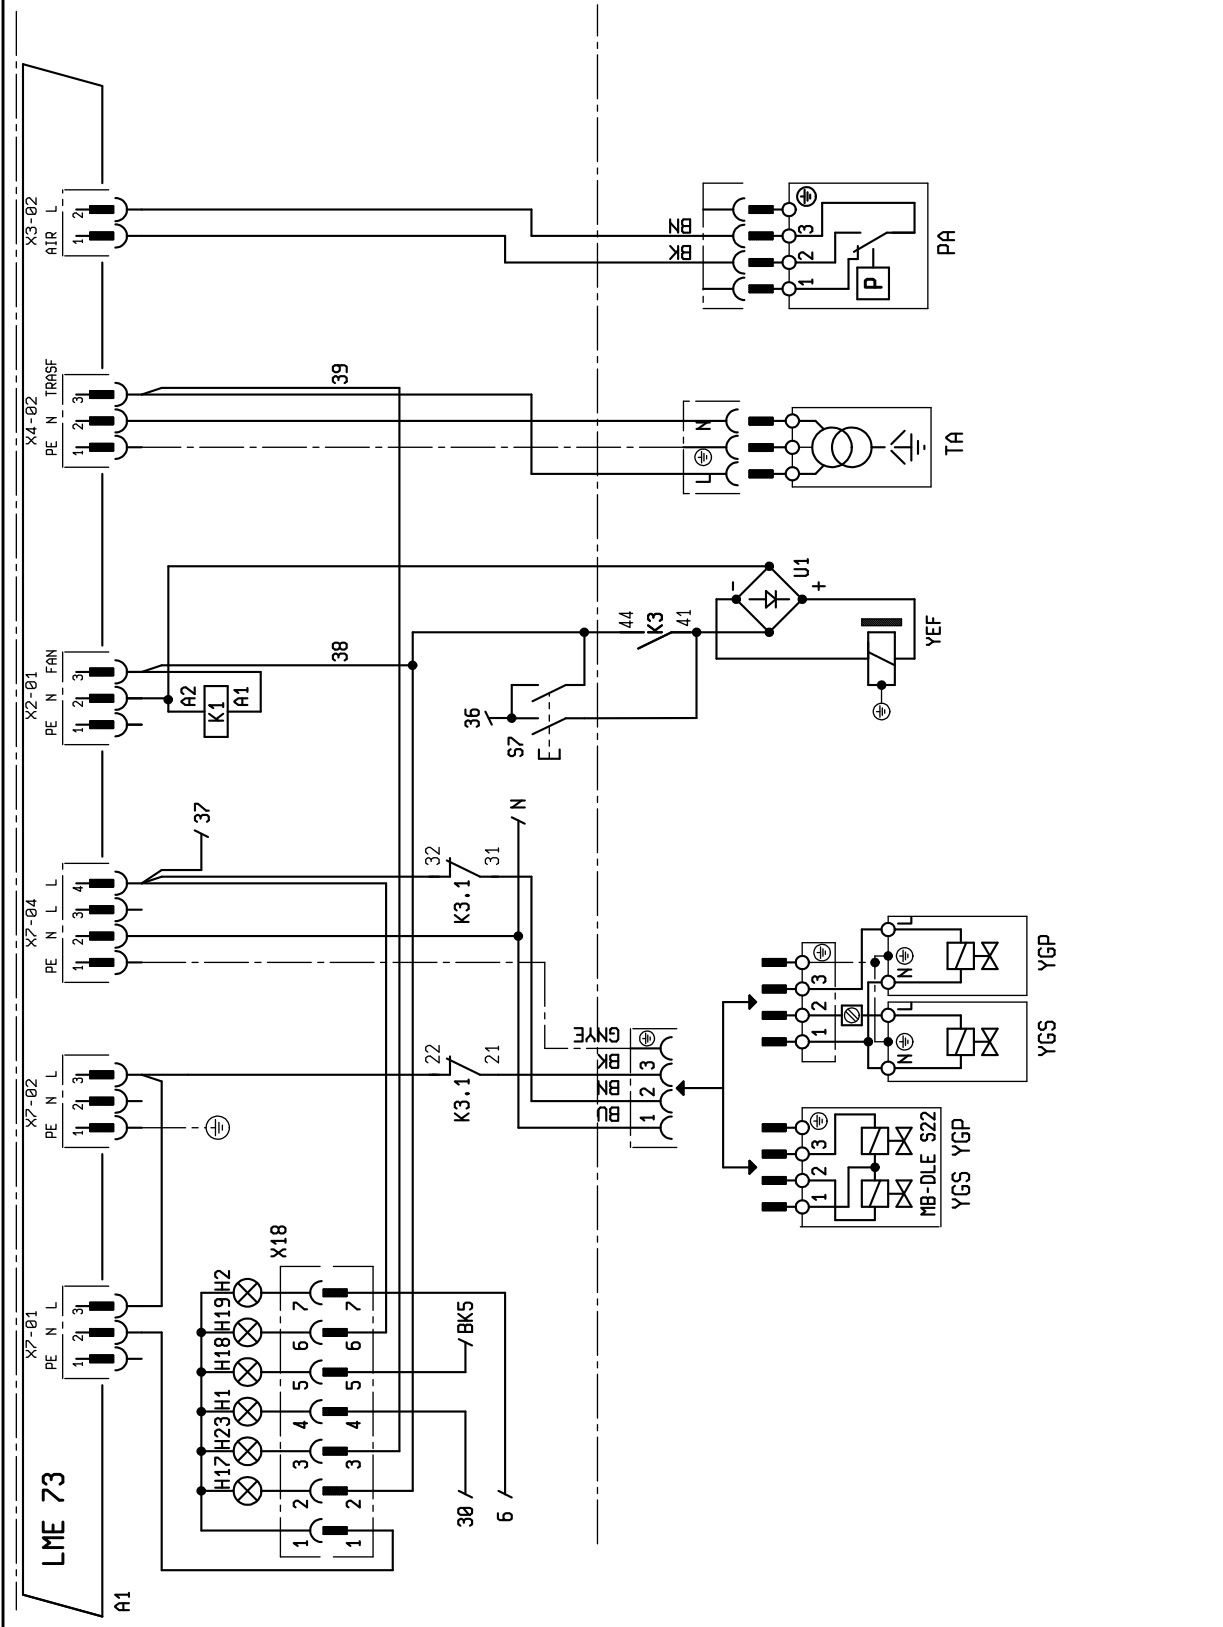 X7-01 X7-02 X7-04 X2-01 X4-02 X3-02
PE N L PE N L PE N L L PE N FAN PE N TRASF AIR L
1 2 3 1 2 3 1 2 3 4 1 2 3 1 2 3 1 2
LME 73
A1
37
A2
K1
A1
H17 H23 H1 H18 H19 H2
X18
1 2 3 4 5 6 7
1 2 3 4 5 6 7
38
39
22 32
K3.1 K3.1
21 31
30
BK5
36
6
S7
N
BU BN BK GNYE
1 2 3
44
K3
41
BK BN
L N
-
U1
+
1 2 3
1 2 3
1 2 3
P
N L
N L
MB-DLE S22
YEF
PA
TA
YGS YGP
YGS YGP